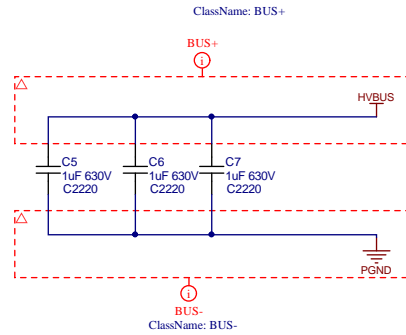 ClassName: BUS+
BUS+
i
HVBUS
C5
1uF 630V
C2220
C6
1uF 630V
C2220
C7
1uF 630V
C2220
PGND
i
BUS-
ClassName: BUS-